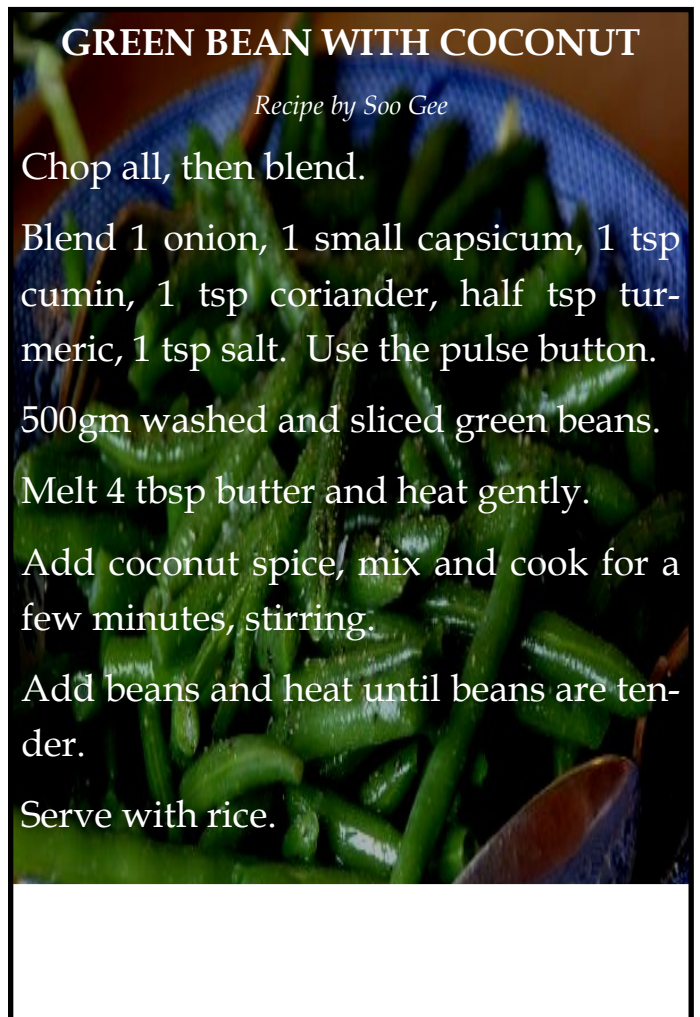 GREEN BEAN WITH COCONUT
Recipe by Soo Gee
Chop all, then blend.
Blend 1 onion, 1 small capsicum, 1 tsp
cumin, 1 tsp coriander, half tsp tur-
meric, 1 tsp salt.  Use the pulse button.
500gm washed and sliced green beans.
Melt 4 tbsp butter and heat gently.
Add coconut spice, mix and cook for a
few minutes, stirring.
Add beans and heat until beans are ten-
der.
Serve with rice.